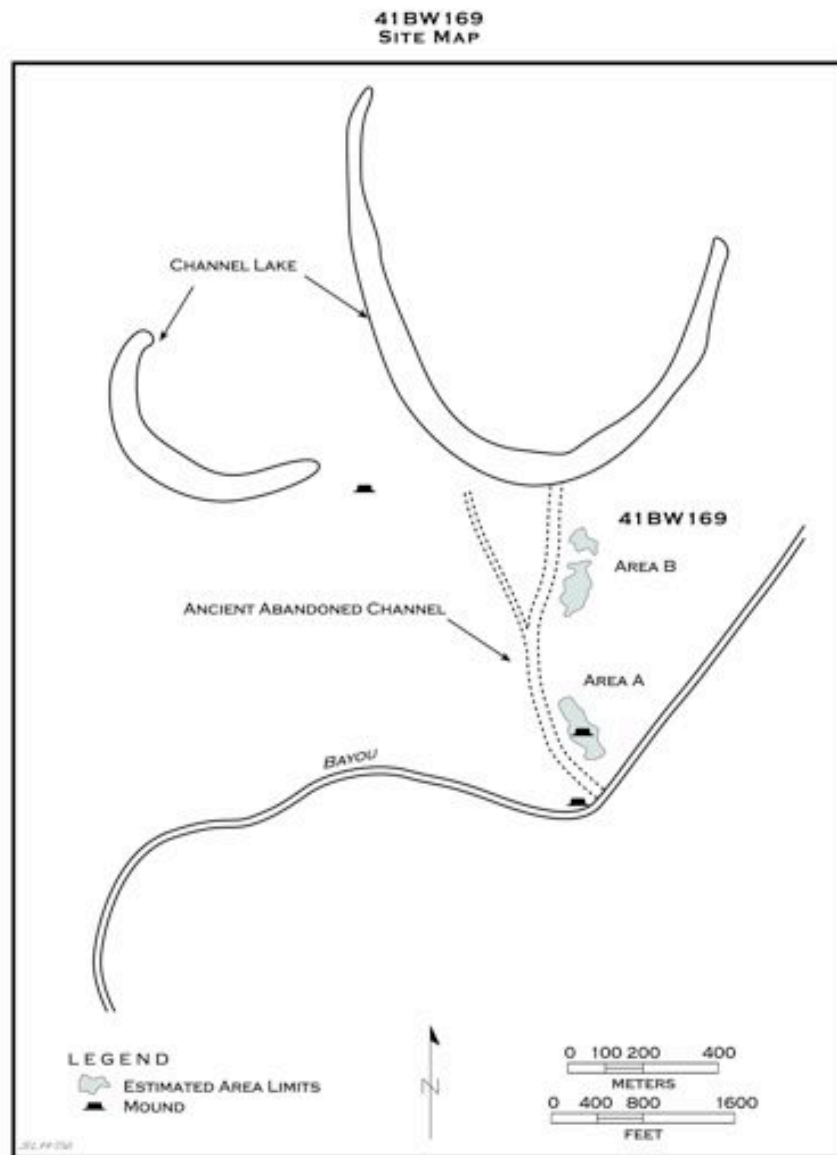 41BW169
SITE MAP
CHANNEL LAKE
41BW169
AREA B
ANCIENT ABANDONED CHANNEL
AREA A
BAYOU
LEGEND
ESTIMATED AREA LIMITS
MOUND
N
0 100 200 400
METERS
0 400 800 1600
FEET